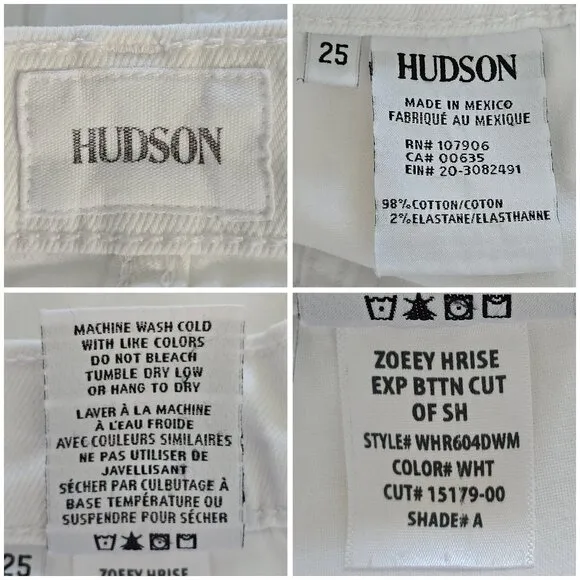 HUDSON
25
HUDSON
MADE IN MEXICO
FABRIQUÉ AU MEXIQUE
RN# 107906
CA# 00635
EIN# 20-3082491
98%COTTON/COTON
2%ELASTANE/ELASTHANNE
MACHINE WASH COLD
WITH LIKE COLORS
DO NOT BLEACH
TUMBLE DRY LOW
OR HANG TO DRY
LAVER À LA MACHINE
À L'EAU FROIDE
AVEC COULEURS SIMILAIRES
NE PAS UTILISER DE
JAVELLISANT
SÉCHER PAR CULBUTAGE À
BASE TEMPÉRATURE OU
SUSPENDRE POUR SÉCHER
25
ZOEEY HRISE
ZOEEY HRISE
EXP BTTN CUT
OF SH
STYLE# WHR604DWM
COLOR# WHT
CUT# 15179-00
SHADE# A